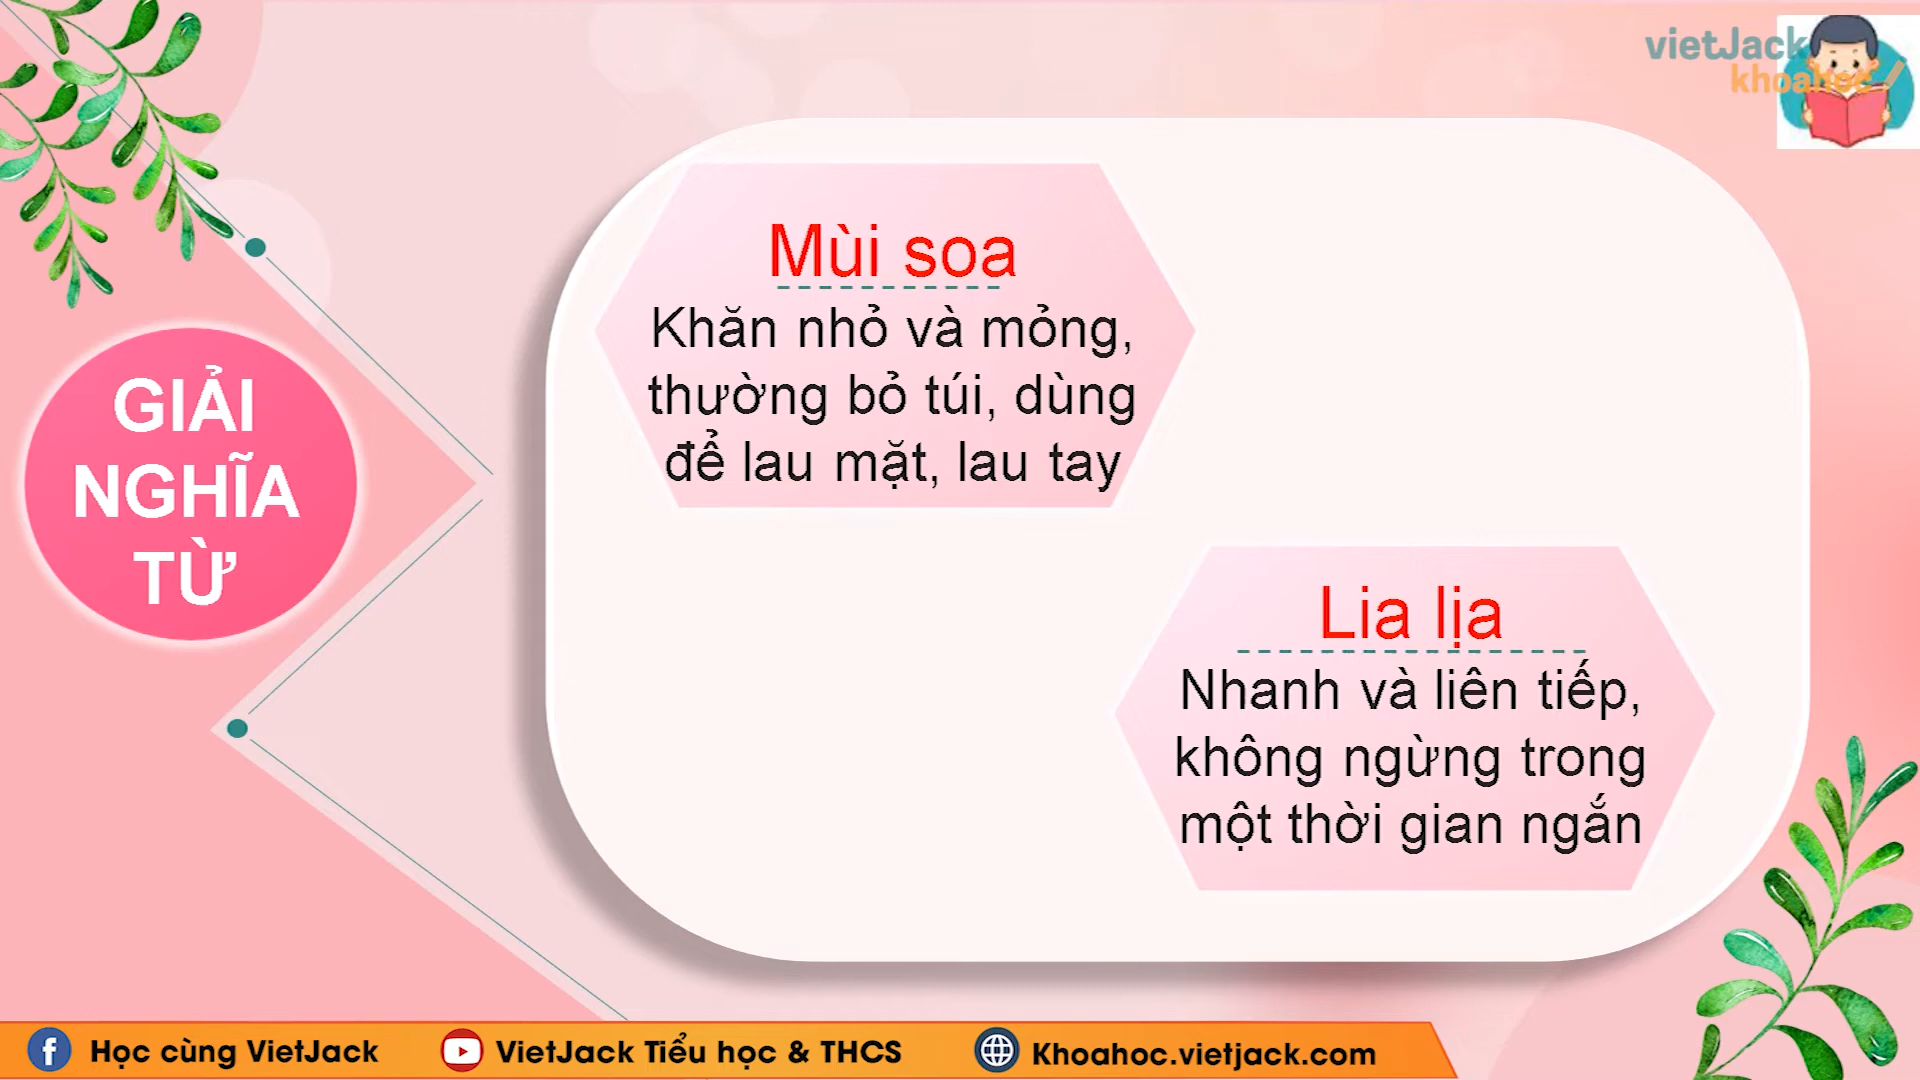 vietJack
khoahoc
GIẢI
NGHĨA
TỪ
Mùi soa
Khăn nhỏ và mỏng,
thường bỏ túi, dùng
để lau mặt, lau tay
Lia lịa
Nhanh và liên tiếp,
không ngừng trong
một thời gian ngắn
Học cùng VietJack
VietJack Tiểu học & THCS
Khoahoc.vietjack.com